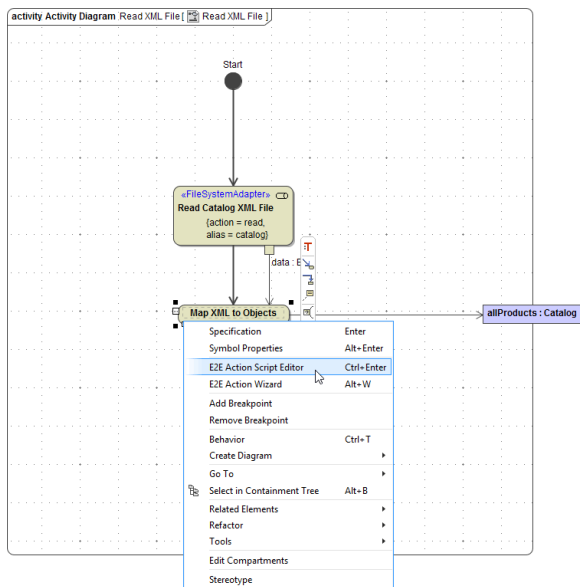 activity Activity Diagram Read XML File [ Read XML File ]
Start
«FileSystemAdapter»
Read Catalog XML File
{action = read,
alias = catalog}
data :
Map XML to Objects
allProducts : Catalog
Specification Enter
Symbol Properties Alt+Enter
E2E Action Script Editor Ctrl+Enter
E2E Action Wizard Alt+W
Add Breakpoint
Remove Breakpoint
Behavior Ctrl+T
Create Diagram
Go To
Select in Containment Tree Alt+B
Related Elements
Refactor
Tools
Edit Compartments
Stereotype